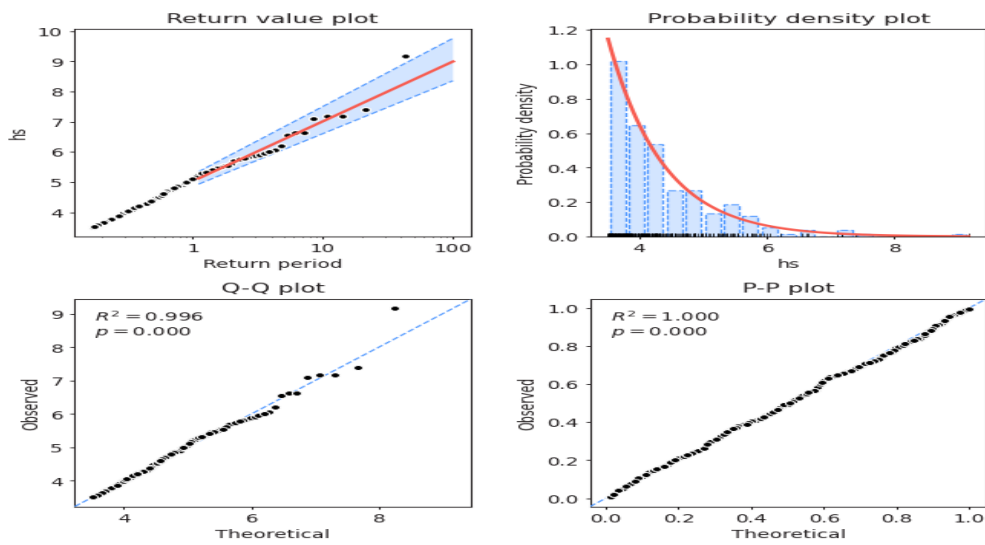 Return value plot
10
9
8
7
6
5
4
hs
1
10
100
Return period
Probability density plot
1.2
1.0
0.8
0.6
0.4
0.2
0.0
Probability density
4
6
8
hs
Q-Q plot
R² = 0.996
p = 0.000
9
8
7
6
5
4
Observed
4
6
8
Theoretical
P-P plot
R² = 1.000
p = 0.000
1.0
0.8
0.6
0.4
0.2
0.0
Observed
0.0
0.2
0.4
0.6
0.8
1.0
Theoretical